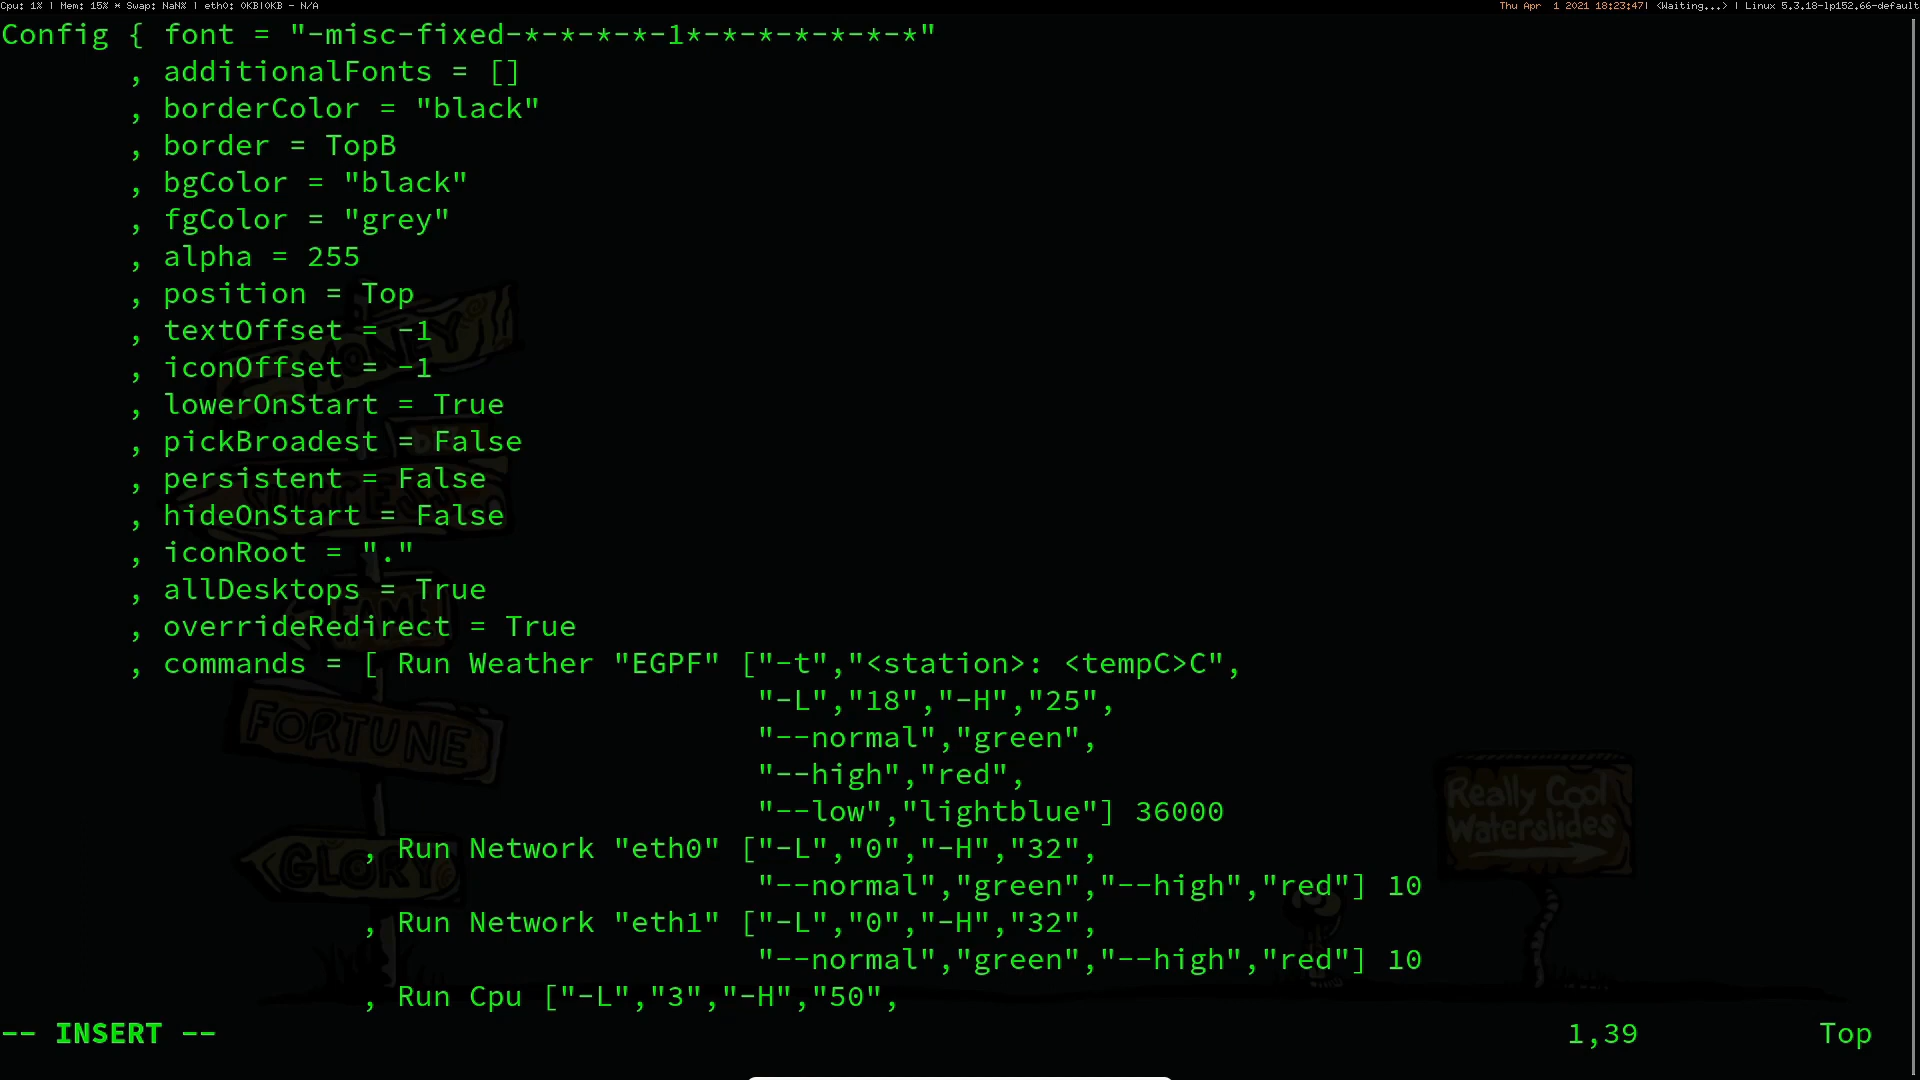 Cpu: 1% | Mem: 15% * Swap: NaN% | eth0: 0KB|0KB - N/A
Thu Apr  1 2021 18:23:47| <Waiting...> | Linux 5.3.18-lp152.66-default
Config { font = "-misc-fixed-*-*-*-*-1*-*-*-*-*-*-*"
, additionalFonts = []
, borderColor = "black"
, border = TopB
, bgColor = "black"
, fgColor = "grey"
, alpha = 255
, position = Top
, textOffset = -1
, iconOffset = -1
, lowerOnStart = True
, pickBroadest = False
, persistent = False
, hideOnStart = False
, iconRoot = "."
, allDesktops = True
, overrideRedirect = True
, commands = [ Run Weather "EGPF" ["-t","<station>: <tempC>C",
"-L","18","-H","25",
"--normal","green",
"--high","red",
"--low","lightblue"] 36000
, Run Network "eth0" ["-L","0","-H","32",
"--normal","green","--high","red"] 10
, Run Network "eth1" ["-L","0","-H","32",
"--normal","green","--high","red"] 10
, Run Cpu ["-L","3","-H","50",
-- INSERT --
1,39
Top
MONEY
SUCCESS
FAME
FORTUNE
GLORY
Really Cool
Waterslides